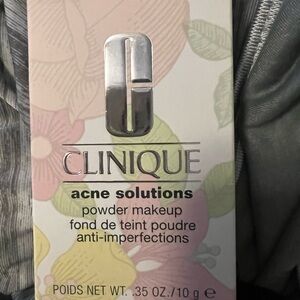 CLINIQUE
acne solutions
powder makeup
fond de teint poudre
anti-imperfections
POIDS NET WT. .35 OZ./10 g ℮